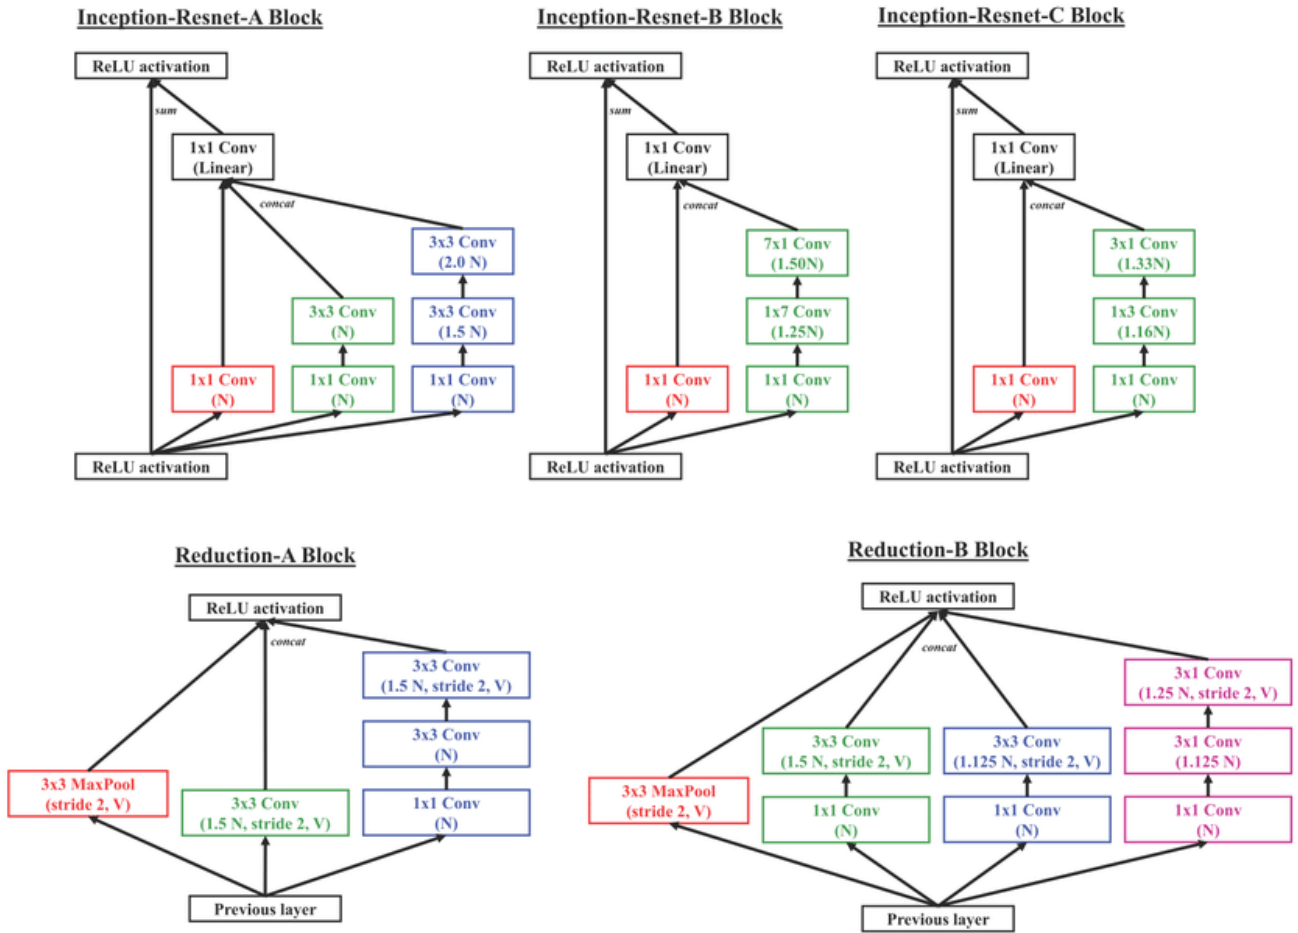 Inception-Resnet-A Block
ReLU activation
sum
1x1 Conv
(Linear)
concat
3x3 Conv
(2.0 N)
3x3 Conv
(N)
3x3 Conv
(1.5 N)
1x1 Conv
(N)
1x1 Conv
(N)
1x1 Conv
(N)
ReLU activation
Inception-Resnet-B Block
ReLU activation
sum
1x1 Conv
(Linear)
concat
7x1 Conv
(1.50N)
1x7 Conv
(1.25N)
1x1 Conv
(N)
1x1 Conv
(N)
ReLU activation
Inception-Resnet-C Block
ReLU activation
sum
1x1 Conv
(Linear)
concat
3x1 Conv
(1.33N)
1x3 Conv
(1.16N)
1x1 Conv
(N)
1x1 Conv
(N)
ReLU activation
Reduction-A Block
ReLU activation
concat
3x3 Conv
(1.5 N, stride 2, V)
3x3 Conv
(N)
3x3 MaxPool
(stride 2, V)
3x3 Conv
(1.5 N, stride 2, V)
1x1 Conv
(N)
Previous layer
Reduction-B Block
ReLU activation
concat
3x1 Conv
(1.25 N, stride 2, V)
3x3 Conv
(1.5 N, stride 2, V)
3x3 Conv
(1.125 N, stride 2, V)
3x1 Conv
(1.125 N)
3x3 MaxPool
(stride 2, V)
1x1 Conv
(N)
1x1 Conv
(N)
1x1 Conv
(N)
Previous layer